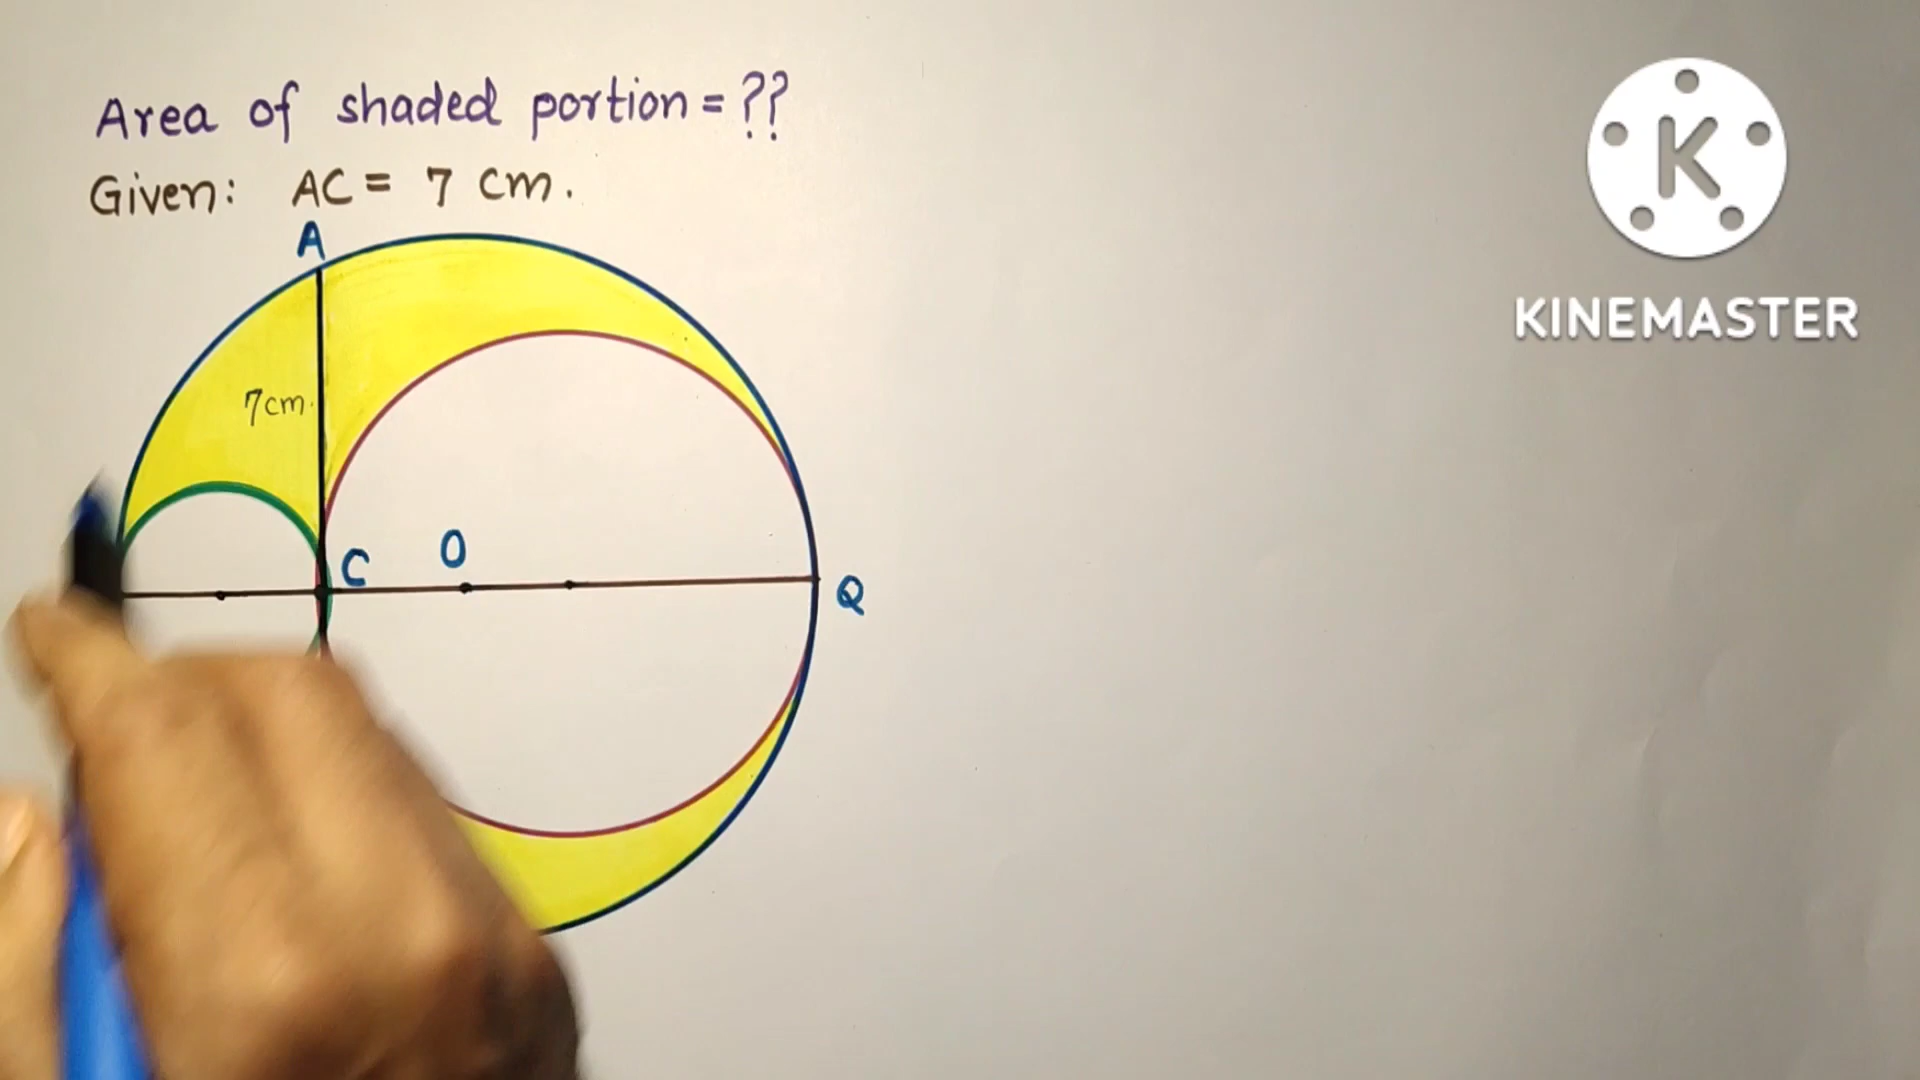 Area of shaded portion = ??
Given: AC = 7 cm.
A
7cm.
C O
Q
K
KINEMASTER